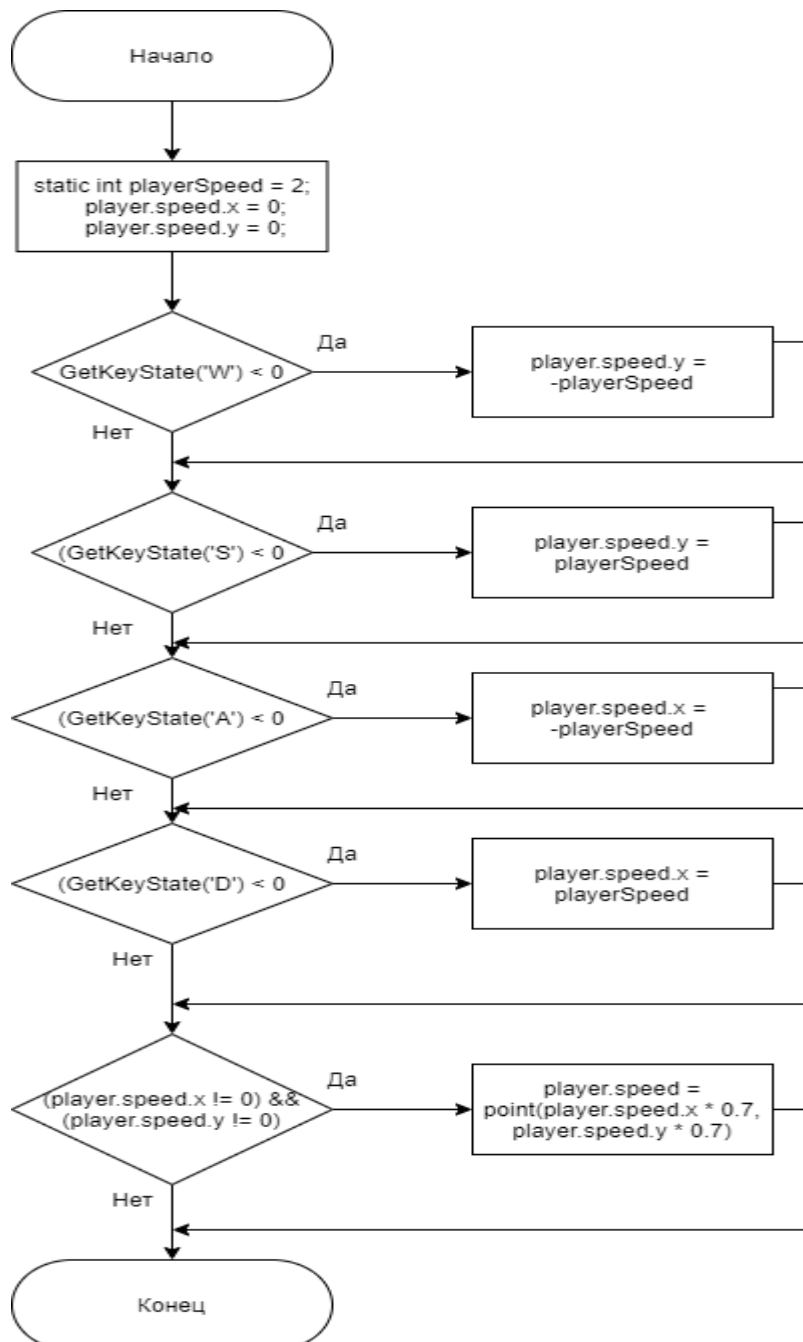 Начало
static int playerSpeed = 2;
player.speed.x = 0;
player.speed.y = 0;
GetKeyState('W') < 0
Да
player.speed.y =
-playerSpeed
Нет
(GetKeyState('S') < 0
Да
player.speed.y =
playerSpeed
Нет
(GetKeyState('A') < 0
Да
player.speed.x =
-playerSpeed
Нет
(GetKeyState('D') < 0
Да
player.speed.x =
playerSpeed
Нет
(player.speed.x != 0) &&
(player.speed.y != 0)
Да
player.speed =
point(player.speed.x * 0.7,
player.speed.y * 0.7)
Нет
Конец